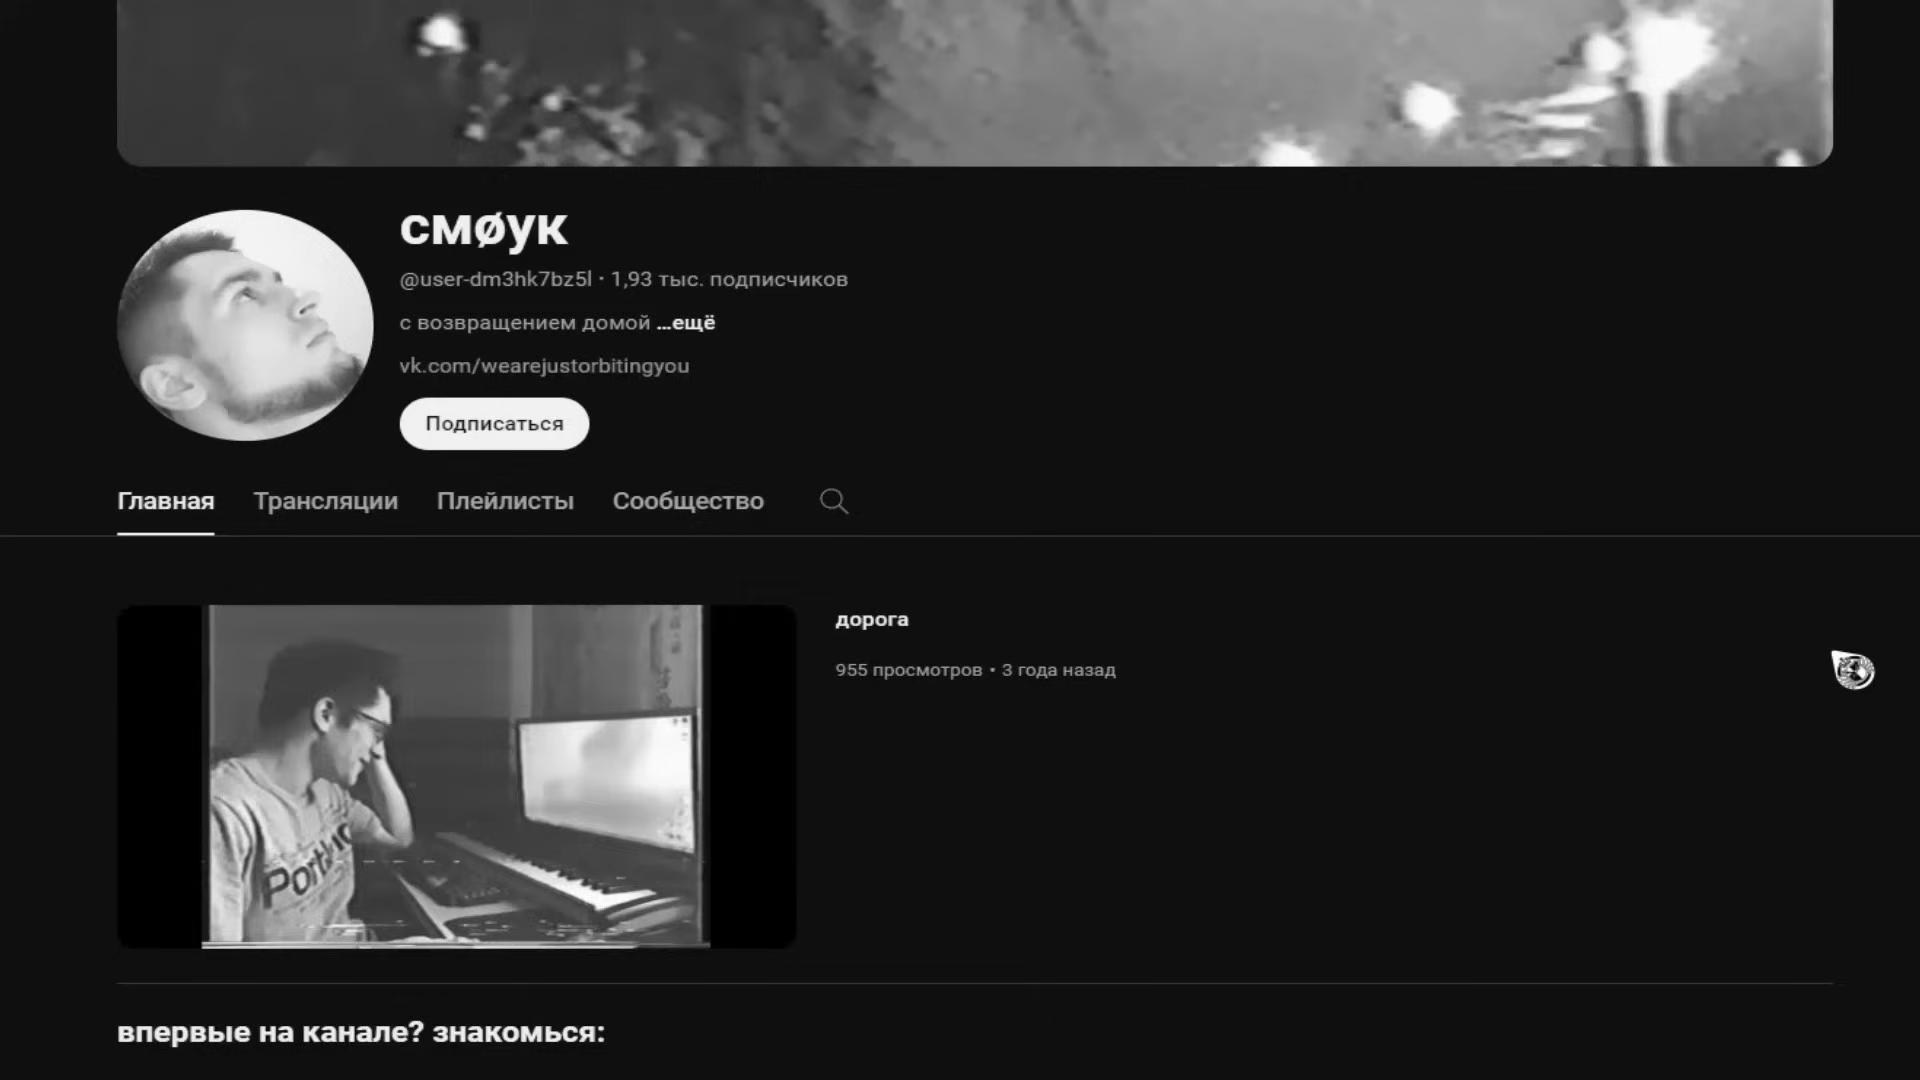 смøук
@user-dm3hk7bz5l · 1,93 тыс. подписчиков
с возвращением домой ...ещё
vk.com/wearejustorbitingyou
Подписаться
Главная Трансляции Плейлисты Сообщество
дорога
955 просмотров · 3 года назад
впервые на канале? знакомься: